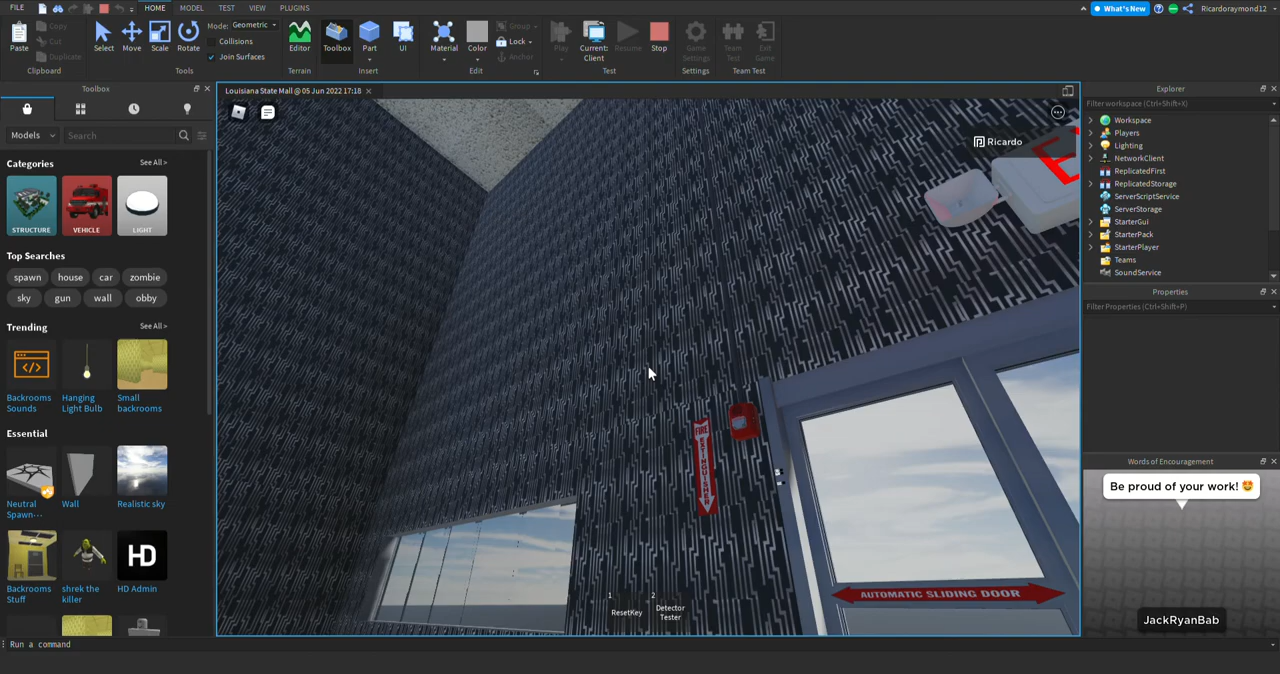 FILE HOME MODEL TEST VIEW PLUGINS
What's New Ricardoraymond12
Paste Copy Cut Duplicate
Clipboard
Select Move Scale Rotate
Mode: Geometric
Collisions
Join Surfaces
Tools
Editor
Terrain
Toolbox Part UI
Insert
Material Color
Group
Lock
Anchor
Edit
Play Current: Client Resume Stop
Test
Game Settings
Settings
Team Test Exit Game
Team Test
Toolbox
Models Search
Categories See All >
STRUCTURE VEHICLE LIGHT
Top Searches
spawn house car zombie
sky gun wall obby
Trending See All >
Backrooms Sounds
Hanging Light Bulb
Small backrooms
Essential
Neutral Spawn---
Wall
Realistic sky
Backrooms Stuff
shrek the killer
HD
HD Admin
Louisiana State Mall @ 05 Jun 2022 17:18
Ricardo
E
FIRE EXTINGUISHER
AUTOMATIC SLIDING DOOR
1
ResetKey
2
Detector
Tester
Explorer
Filter workspace (Ctrl+Shift+X)
Workspace
Players
Lighting
NetworkClient
ReplicatedFirst
ReplicatedStorage
ServerScriptService
ServerStorage
StarterGui
StarterPack
StarterPlayer
Teams
SoundService
Properties
Filter Properties (Ctrl+Shift+P)
Words of Encouragement
Be proud of your work! 🤩
JackRyanBab
Run a command